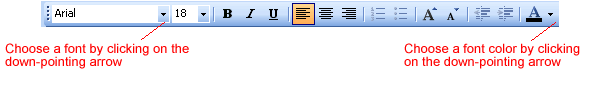 Arial 18 B I U A A A
Choose a font by clicking on the
down-pointing arrow
Choose a font color by clicking
on the down-pointing arrow